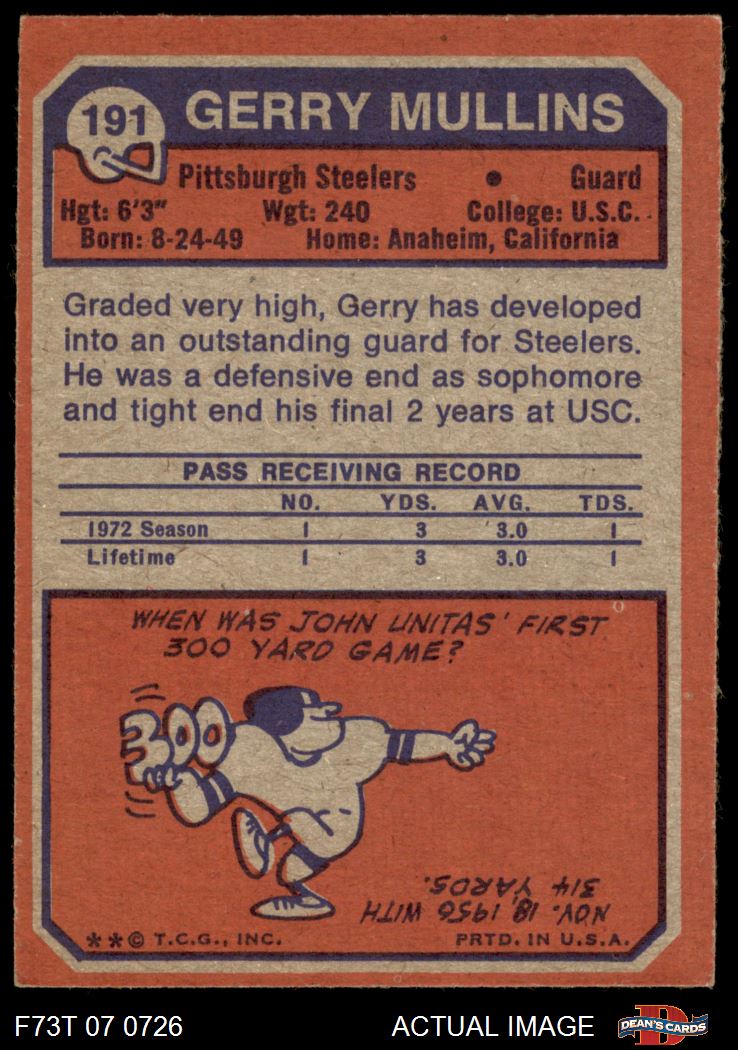 191 GERRY MULLINS
Pittsburgh Steelers • Guard
Hgt: 6'3" Wgt: 240 College: U.S.C.
Born: 8-24-49 Home: Anaheim, California
Graded very high, Gerry has developed
into an outstanding guard for Steelers.
He was a defensive end as sophomore
and tight end his final 2 years at USC.
PASS RECEIVING RECORD
NO. YDS. AVG. TDS.
1972 Season 1 3 3.0 1
Lifetime 1 3 3.0 1
WHEN WAS JOHN UNITAS' FIRST
300 YARD GAME?
300
NOV. 18, 1956 WITH
314 YARDS.
**© T.C.G., INC. PRTD. IN U.S.A.
F73T 07 0726 ACTUAL IMAGE D DEAN'S CARDS